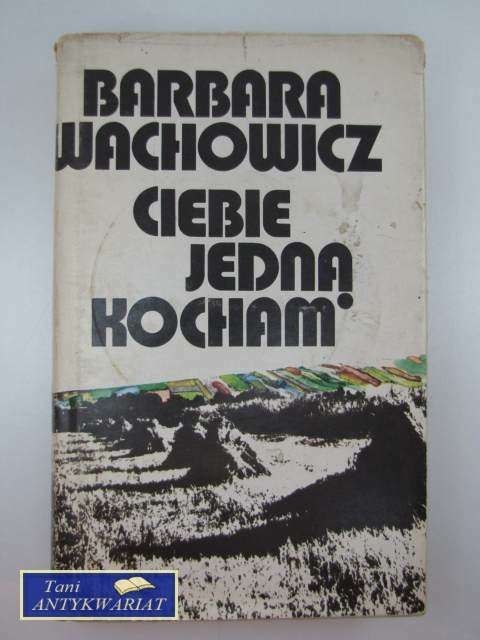 BARBARA
WACHOWICZ
CIEBIE
JEDNĄ
KOCHAM
Tani
ANTYKWARIAT